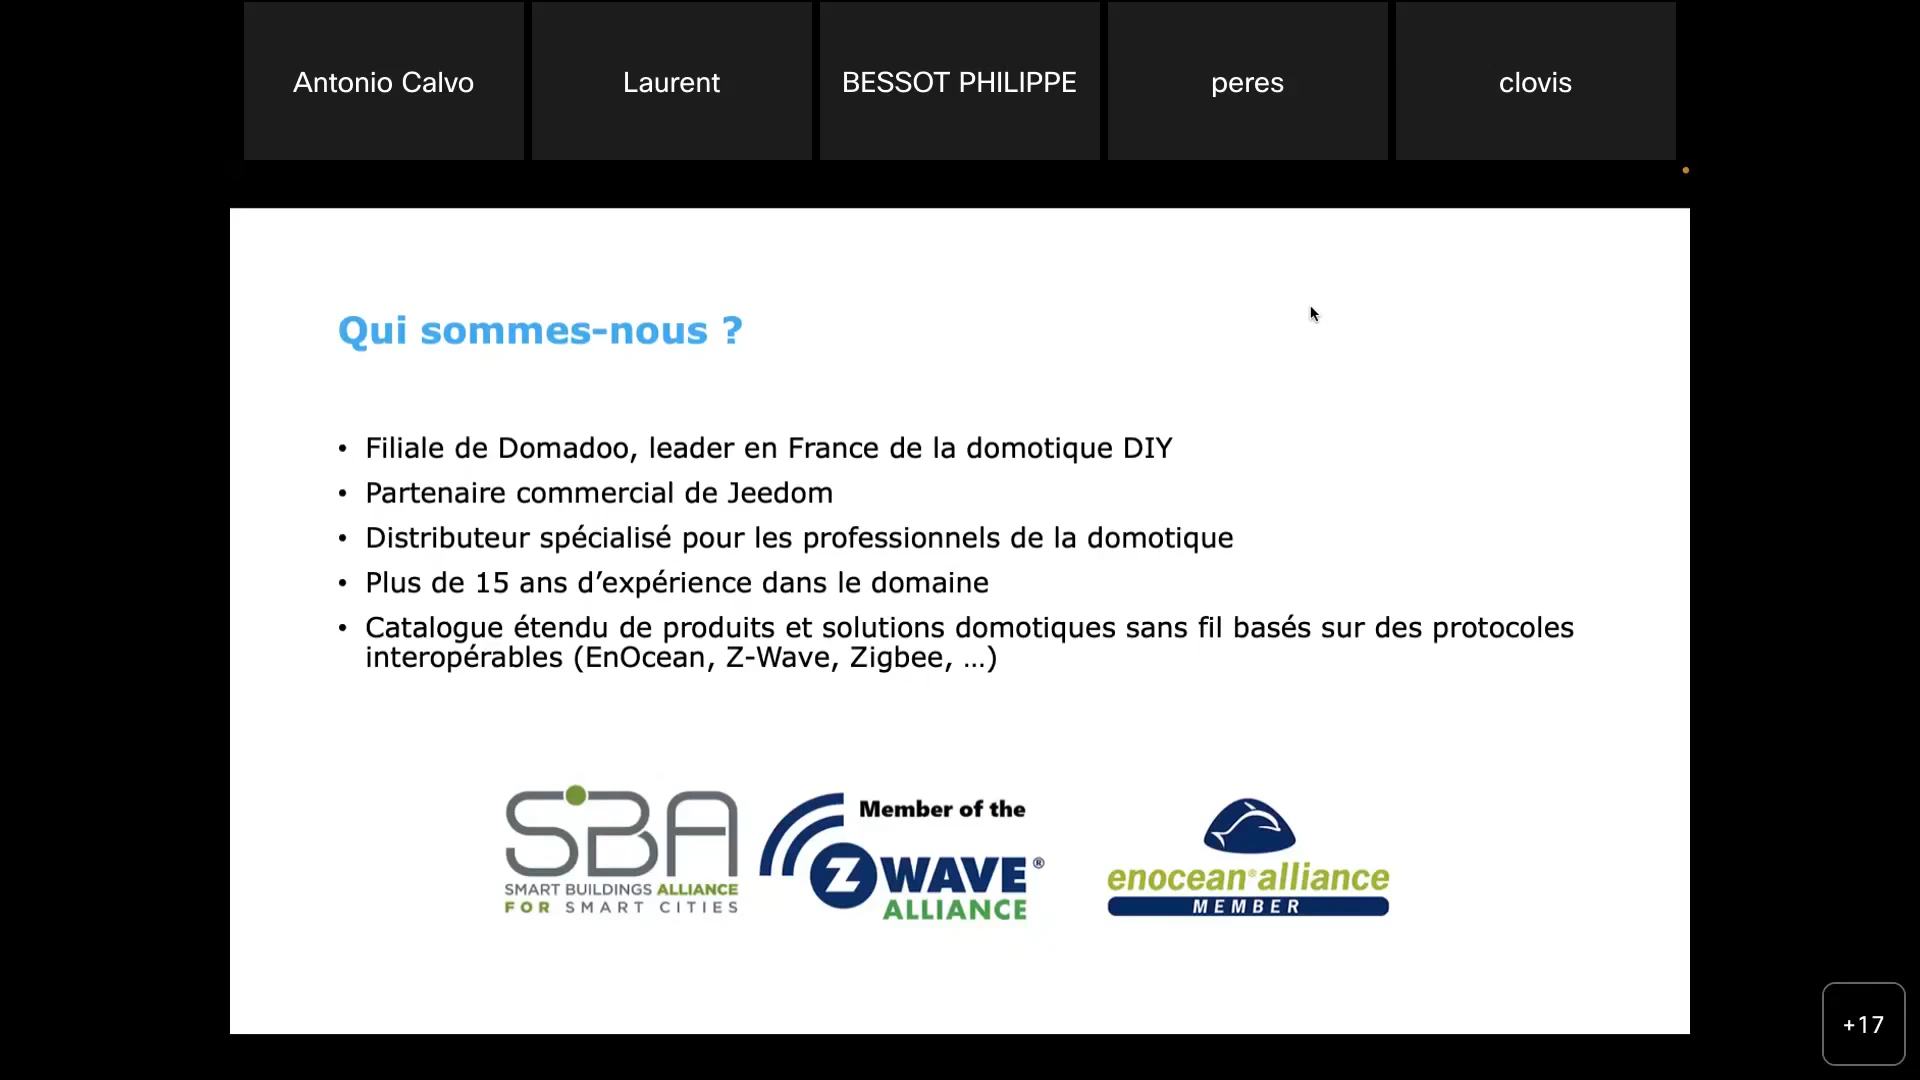 Antonio Calvo
Laurent
BESSOT PHILIPPE
peres
clovis
Qui sommes-nous ?
• Filiale de Domadoo, leader en France de la domotique DIY
• Partenaire commercial de Jeedom
• Distributeur spécialisé pour les professionnels de la domotique
• Plus de 15 ans d’expérience dans le domaine
• Catalogue étendu de produits et solutions domotiques sans fil basés sur des protocoles
interopérables (EnOcean, Z-Wave, Zigbee, …)
SBA
SMART BUILDINGS ALLIANCE
FOR SMART CITIES
Member of the
Z WAVE®
ALLIANCE
enocean® alliance
MEMBER
+17